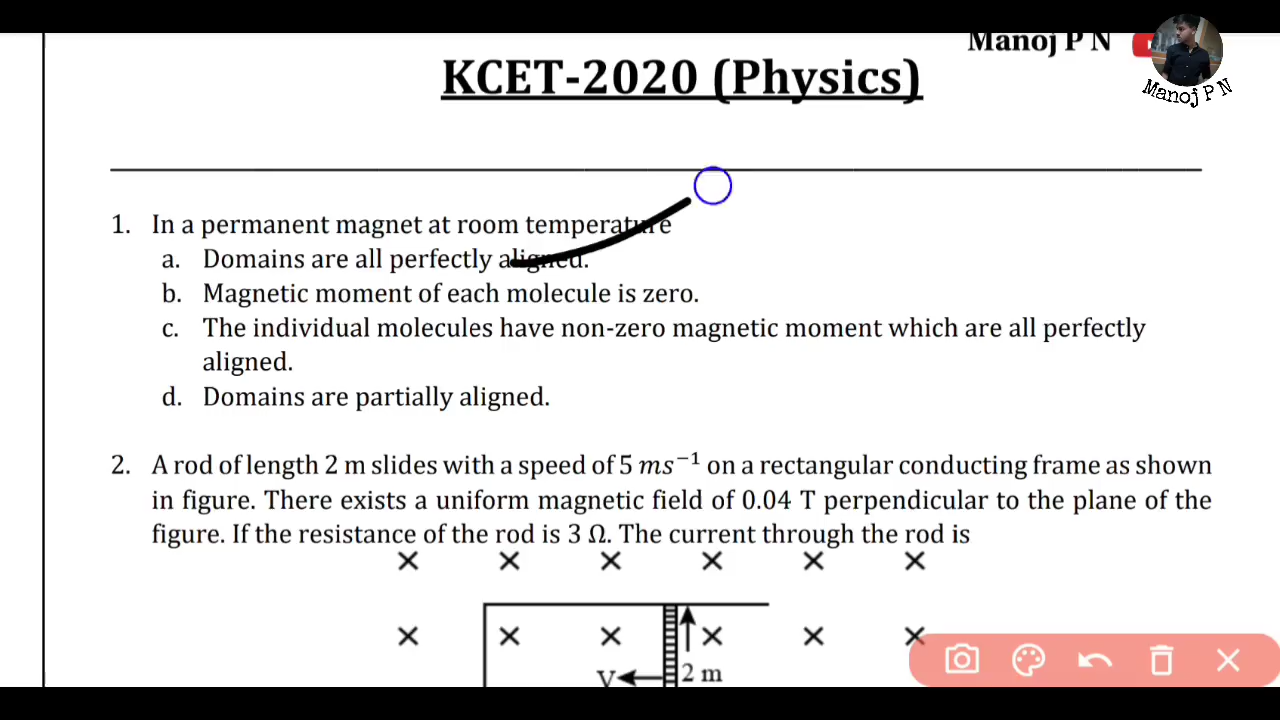 Manoj P N
Manoj P N
KCET-2020 (Physics)
1. In a permanent magnet at room temperature
a. Domains are all perfectly aligned.
b. Magnetic moment of each molecule is zero.
c. The individual molecules have non-zero magnetic moment which are all perfectly
aligned.
d. Domains are partially aligned.
2. A rod of length 2 m slides with a speed of 5 ms⁻¹ on a rectangular conducting frame as shown
in figure. There exists a uniform magnetic field of 0.04 T perpendicular to the plane of the
figure. If the resistance of the rod is 3 Ω. The current through the rod is
× × × × × ×
× × × × × ×
V 2 m